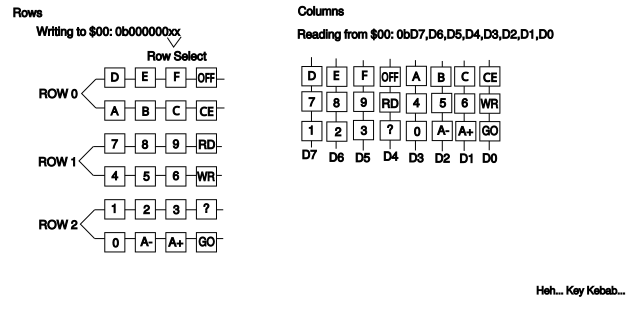 Rows
Writing to $00: 0b000000xx
Row Select
ROW 0
D E F OFF
A B C CE
ROW 1
7 8 9 RD
4 5 6 WR
ROW 2
1 2 3 ?
0 A- A+ GO
Columns
Reading from $00: 0bD7,D6,D5,D4,D3,D2,D1,D0
D E F OFF A B C CE
7 8 9 RD 4 5 6 WR
1 2 3 ? 0 A- A+ GO
D7 D6 D5 D4 D3 D2 D1 D0
Heh... Key Kebab...